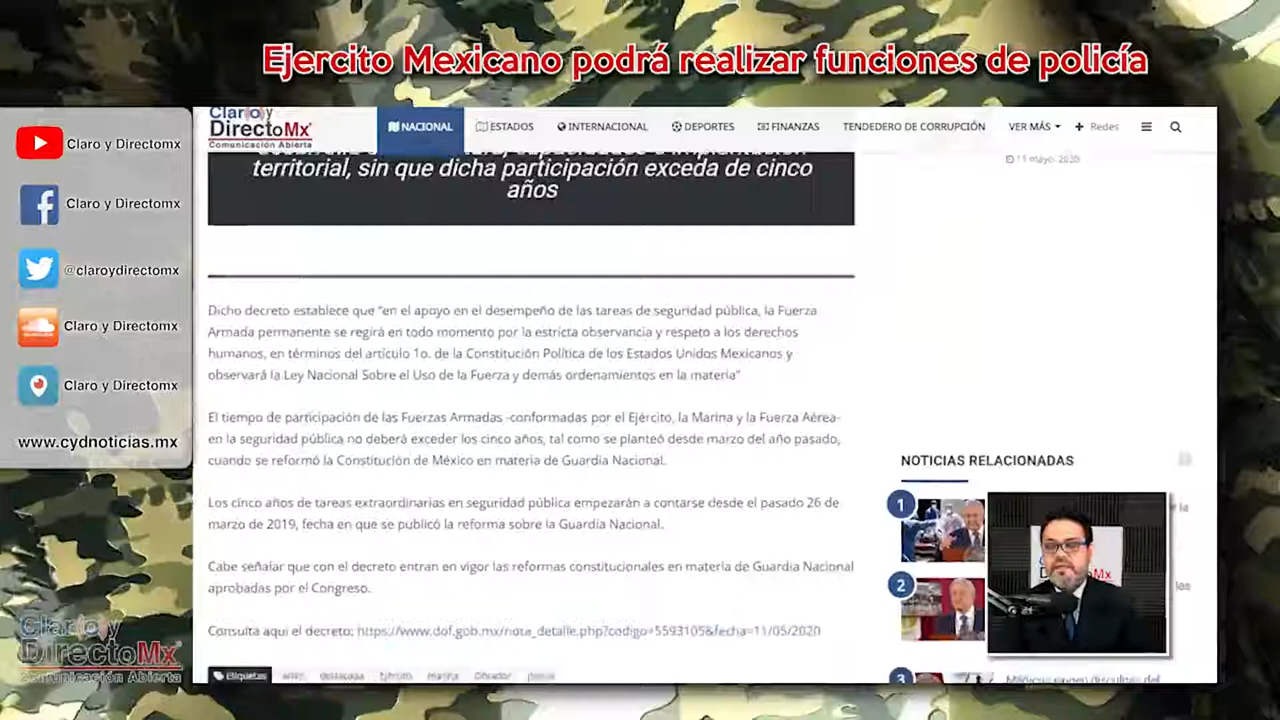 Ejercito Mexicano podrá realizar funciones de policía
Claro y Directomx
Claro y Directomx
@claroydirectomx
Claro y Directomx
Claro y Directomx
www.cydnoticias.mx
Claro y
DirectoMx
Comunicación Abierta
NACIONAL ESTADOS INTERNACIONAL DEPORTES FINANZAS TENDEDERO DE CORRUPCIÓN VER MÁS Redes
territorial, sin que dicha participación exceda de cinco
años
11 mayo, 2020
Dicho decreto establece que "en el apoyo en el desempeño de las tareas de seguridad pública, la Fuerza
Armada permanente se regirá en todo momento por la estricta observancia y respeto a los derechos
humanos, en términos del artículo 1o. de la Constitución Política de los Estados Unidos Mexicanos y
observará la Ley Nacional Sobre el Uso de la Fuerza y demás ordenamientos en la materia"
El tiempo de participación de las Fuerzas Armadas -conformadas por el Ejército, la Marina y la Fuerza Aérea-
en la seguridad pública no deberá exceder los cinco años, tal como se planteó desde marzo del año pasado,
cuando se reformó la Constitución de México en materia de Guardia Nacional.
Los cinco años de tareas extraordinarias en seguridad pública empezarán a contarse desde el pasado 26 de
marzo de 2019, fecha en que se publicó la reforma sobre la Guardia Nacional.
Cabe señalar que con el decreto entran en vigor las reformas constitucionales en materia de Guardia Nacional
aprobadas por el Congreso.
Consulta aquí el decreto: https://www.dof.gob.mx/nota_detalle.php?codigo=5593105&fecha=11/05/2020
Etiquetas destacada Ejército marina Obrador
NOTICIAS RELACIONADAS
1
2
3
Claro y
DirectoMx
Comunicación Abierta